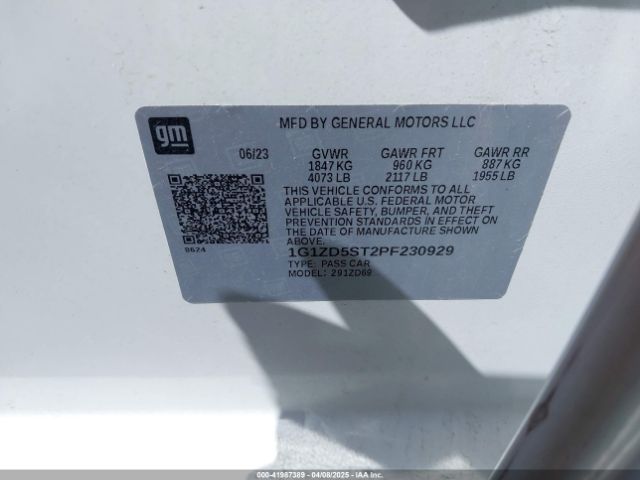 gm
MFD BY GENERAL MOTORS LLC
06/23 GVWR GAWR FRT GAWR RR
1847 KG 960 KG 887 KG
4073 LB 2117 LB 1955 LB
THIS VEHICLE CONFORMS TO ALL
APPLICABLE U.S. FEDERAL MOTOR
VEHICLE SAFETY, BUMPER, AND THEFT
PREVENTION STANDARDS IN EFFECT ON
THE DATE OF MANUFACTURE SHOWN
ABOVE.
8624
1G1ZD5ST2PF230929
TYPE: PASS CAR
MODEL: 291ZD69
000-41987389 - 04/08/2025 - IAA Inc.